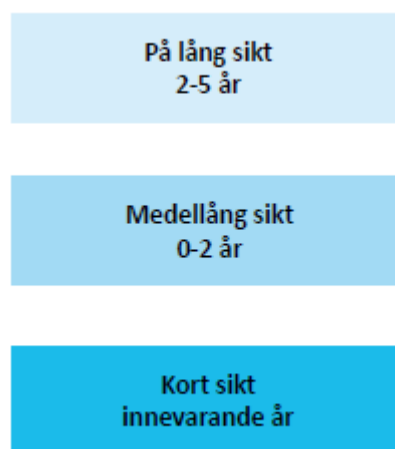 På lång sikt
2-5 år
Medellång sikt
0-2 år
Kort sikt
innevarande år